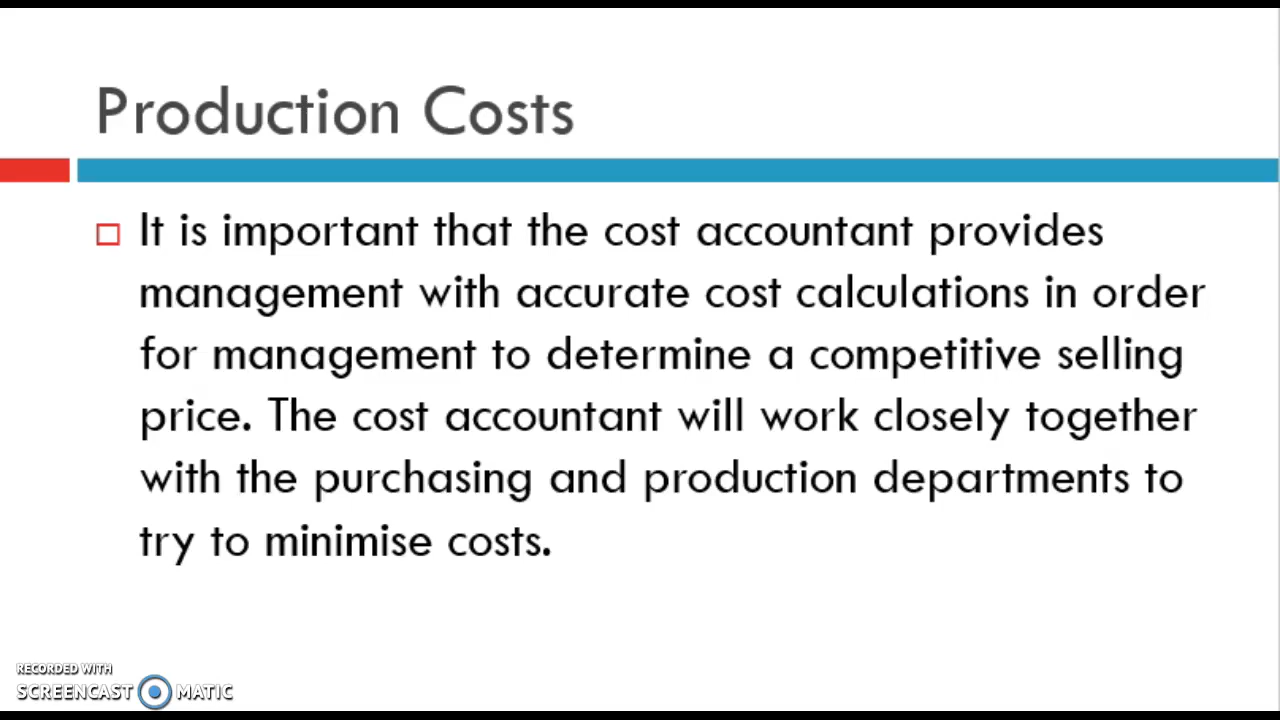 Production Costs
It is important that the cost accountant provides
management with accurate cost calculations in order
for management to determine a competitive selling
price. The cost accountant will work closely together
with the purchasing and production departments to
try to minimise costs.
RECORDED WITH
SCREENCAST MATIC